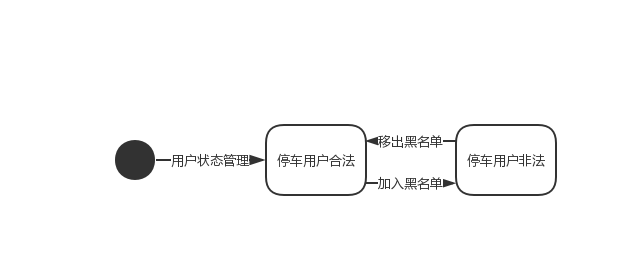 移出黑名单
用户状态管理
停车用户合法
停车用户非法
加入黑名单